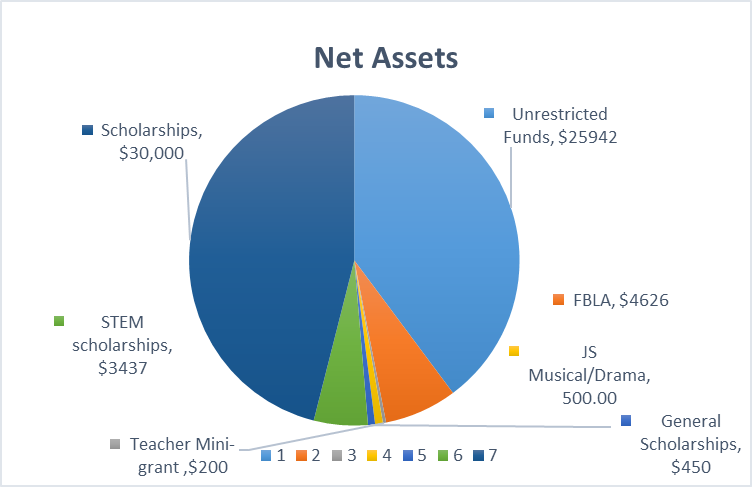 Net Assets
Scholarships,
$30,000
Unrestricted
Funds, $25942
FBLA, $4626
STEM
scholarships,
$3437
JS
Musical/Drama,
500.00
General
Scholarships,
$450
Teacher Mini-
grant ,$200
1 2 3 4 5 6 7